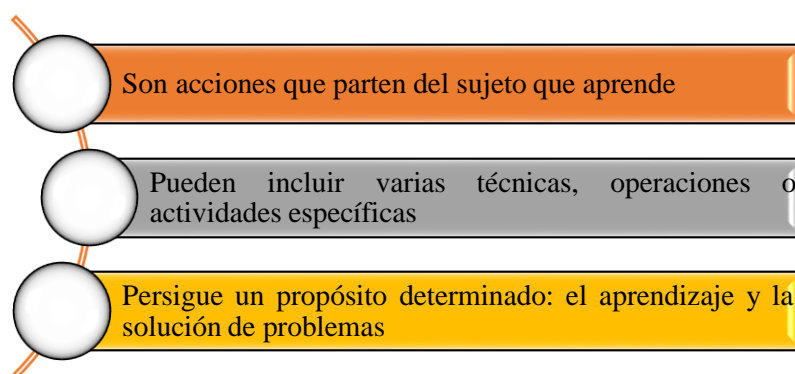 Son acciones que parten del sujeto que aprende
Pueden incluir varias técnicas, operaciones o
actividades específicas
Persigue un propósito determinado: el aprendizaje y la
solución de problemas